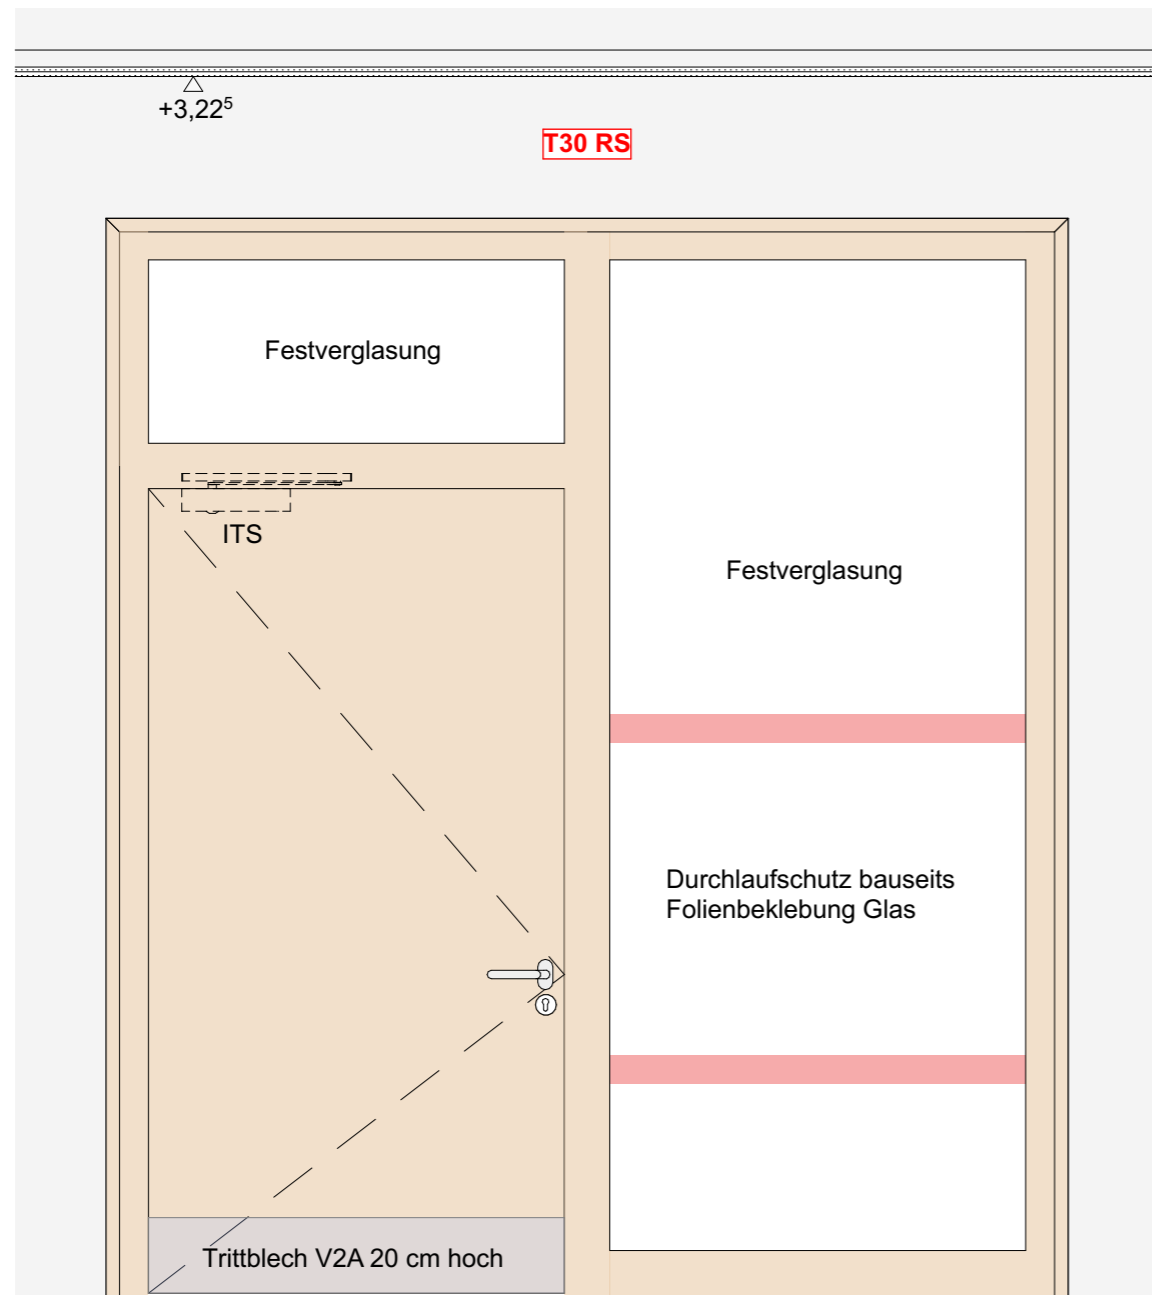 +3,22⁵
T30 RS
Festverglasung
ITS
Festverglasung
Durchlaufschutz bauseits
Folienbeklebung Glas
Trittblech V2A 20 cm hoch